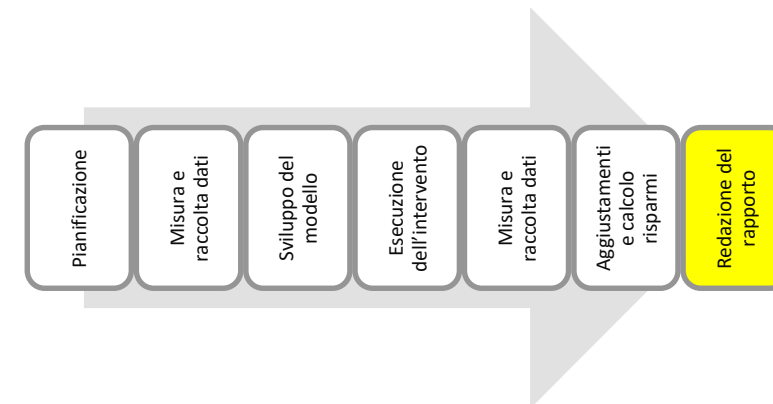 Pianificazione
Misura e
raccolta dati
Sviluppo del
modello
Esecuzione
dell'intervento
Misura e
raccolta dati
Aggiustamenti
e calcolo
risparmi
Redazione del
rapporto